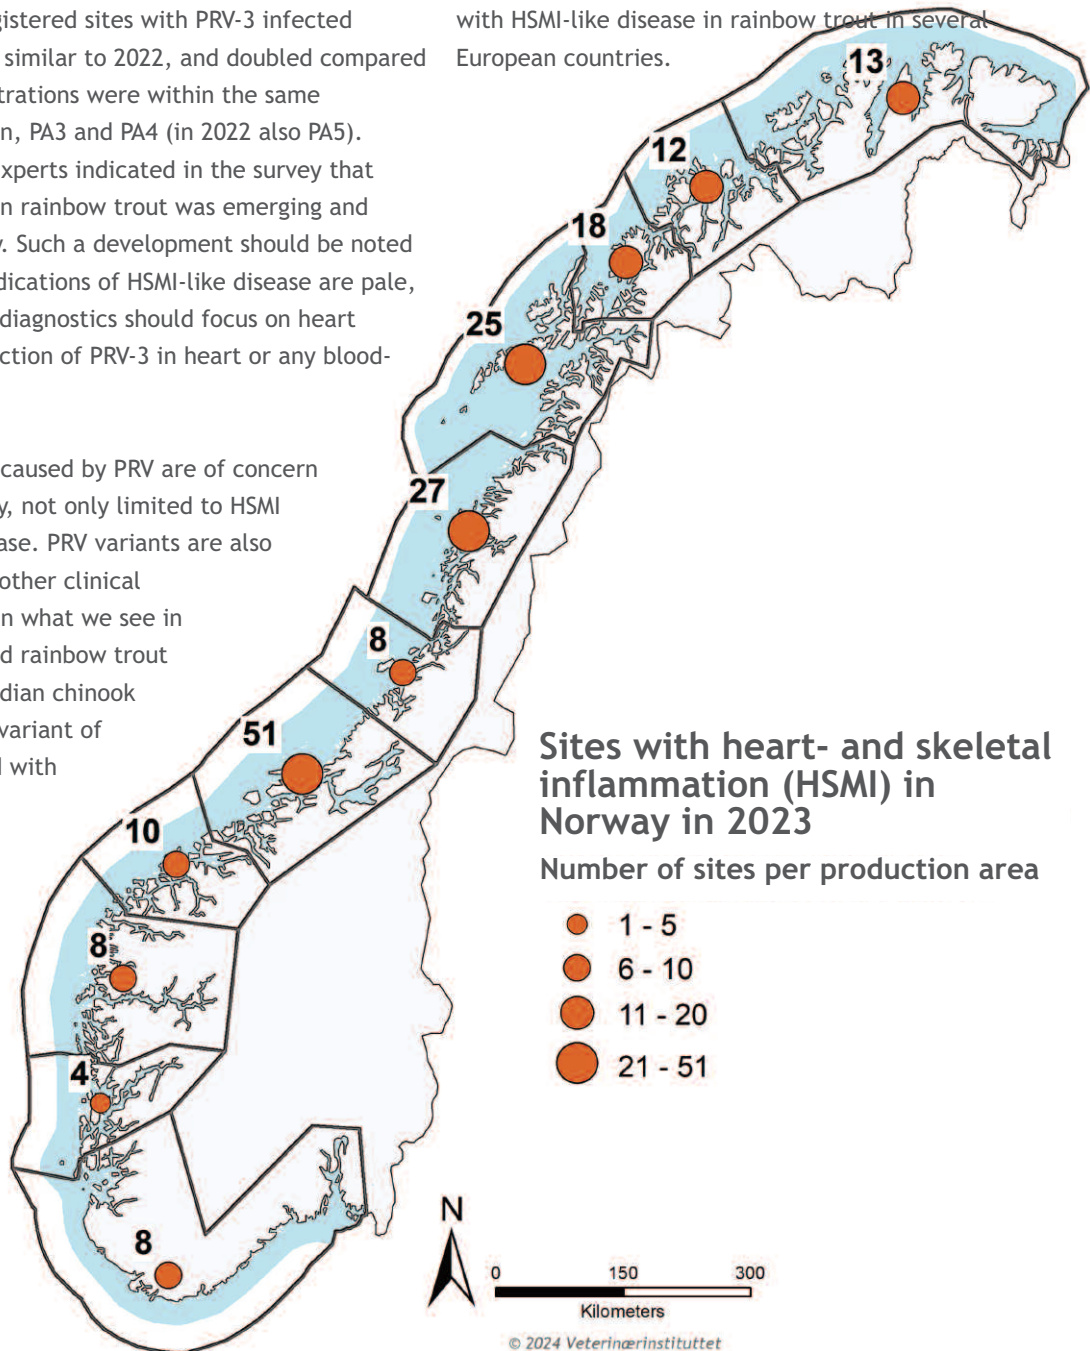 gistered sites with PRV-3 infected
similar to 2022, and doubled compared
trations were within the same
n, PA3 and PA4 (in 2022 also PA5).
xperts indicated in the survey that
n rainbow trout was emerging and
. Such a development should be noted
dications of HSMI-like disease are pale,
diagnostics should focus on heart
ction of PRV-3 in heart or any blood-
caused by PRV are of concern
y, not only limited to HSMI
ase. PRV variants are also
other clinical
n what we see in
d rainbow trout
dian chinook
variant of
d with
with HSMI-like disease in rainbow trout in several
European countries.
13
12
18
25
27
8
51
10
8
4
8
Sites with heart- and skeletal
inflammation (HSMI) in
Norway in 2023
Number of sites per production area
1 - 5
6 - 10
11 - 20
21 - 51
N
0 150 300
Kilometers
© 2024 Veterinærinstituttet